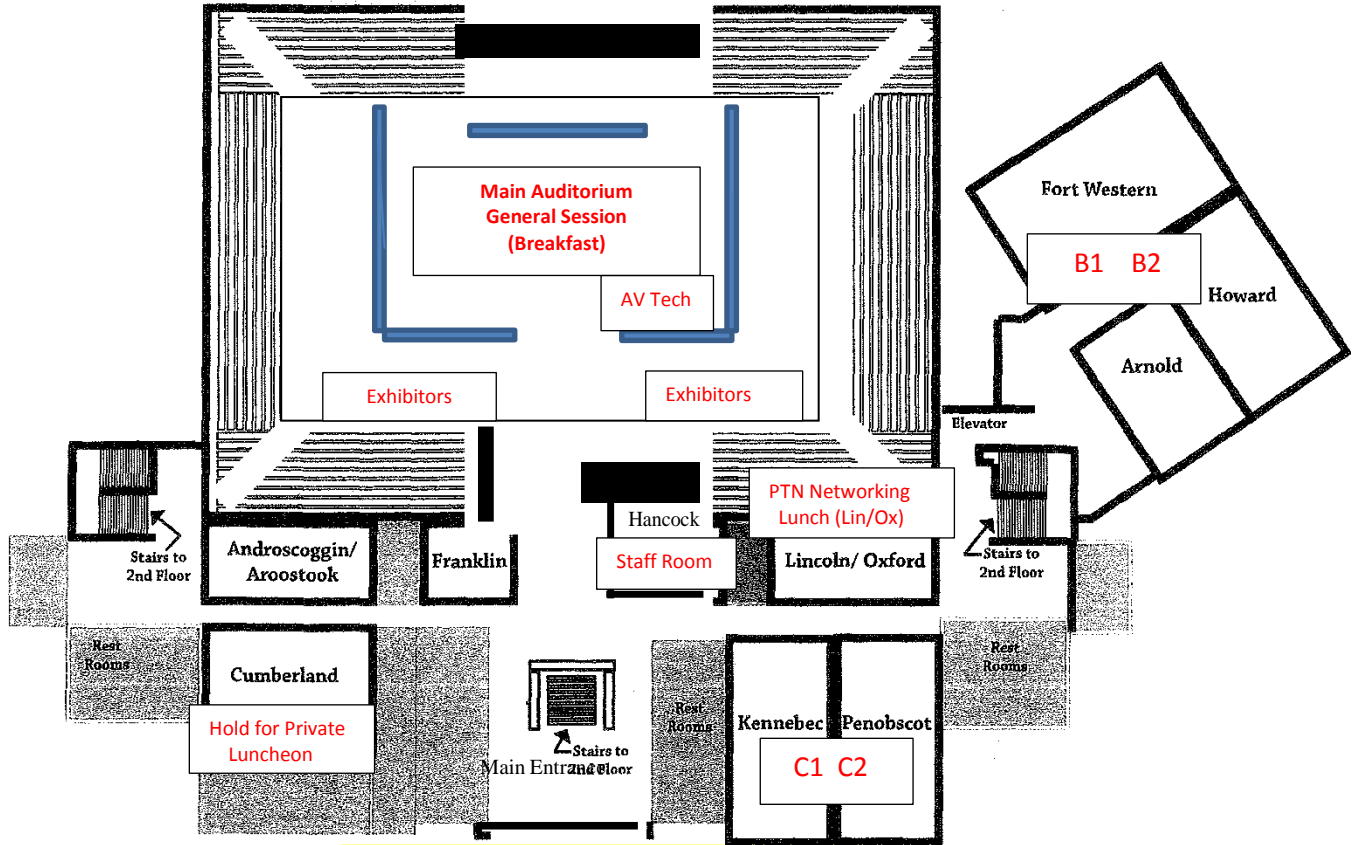 Main Auditorium
General Session
(Breakfast)
AV Tech
Exhibitors
Exhibitors
Fort Western
B1 B2
Howard
Arnold
Elevator
Stairs to
2nd Floor
Androscoggin/
Aroostook
Franklin
Hancock
Staff Room
PTN Networking
Lunch (Lin/Ox)
Lincoln/ Oxford
Stairs to
2nd Floor
Rest
Rooms
Cumberland
Hold for Private
Luncheon
Stairs to
2nd Floor
Main Entrance
Rest
Rooms
Kennebec
Penobscot
C1 C2
Rest
Rooms